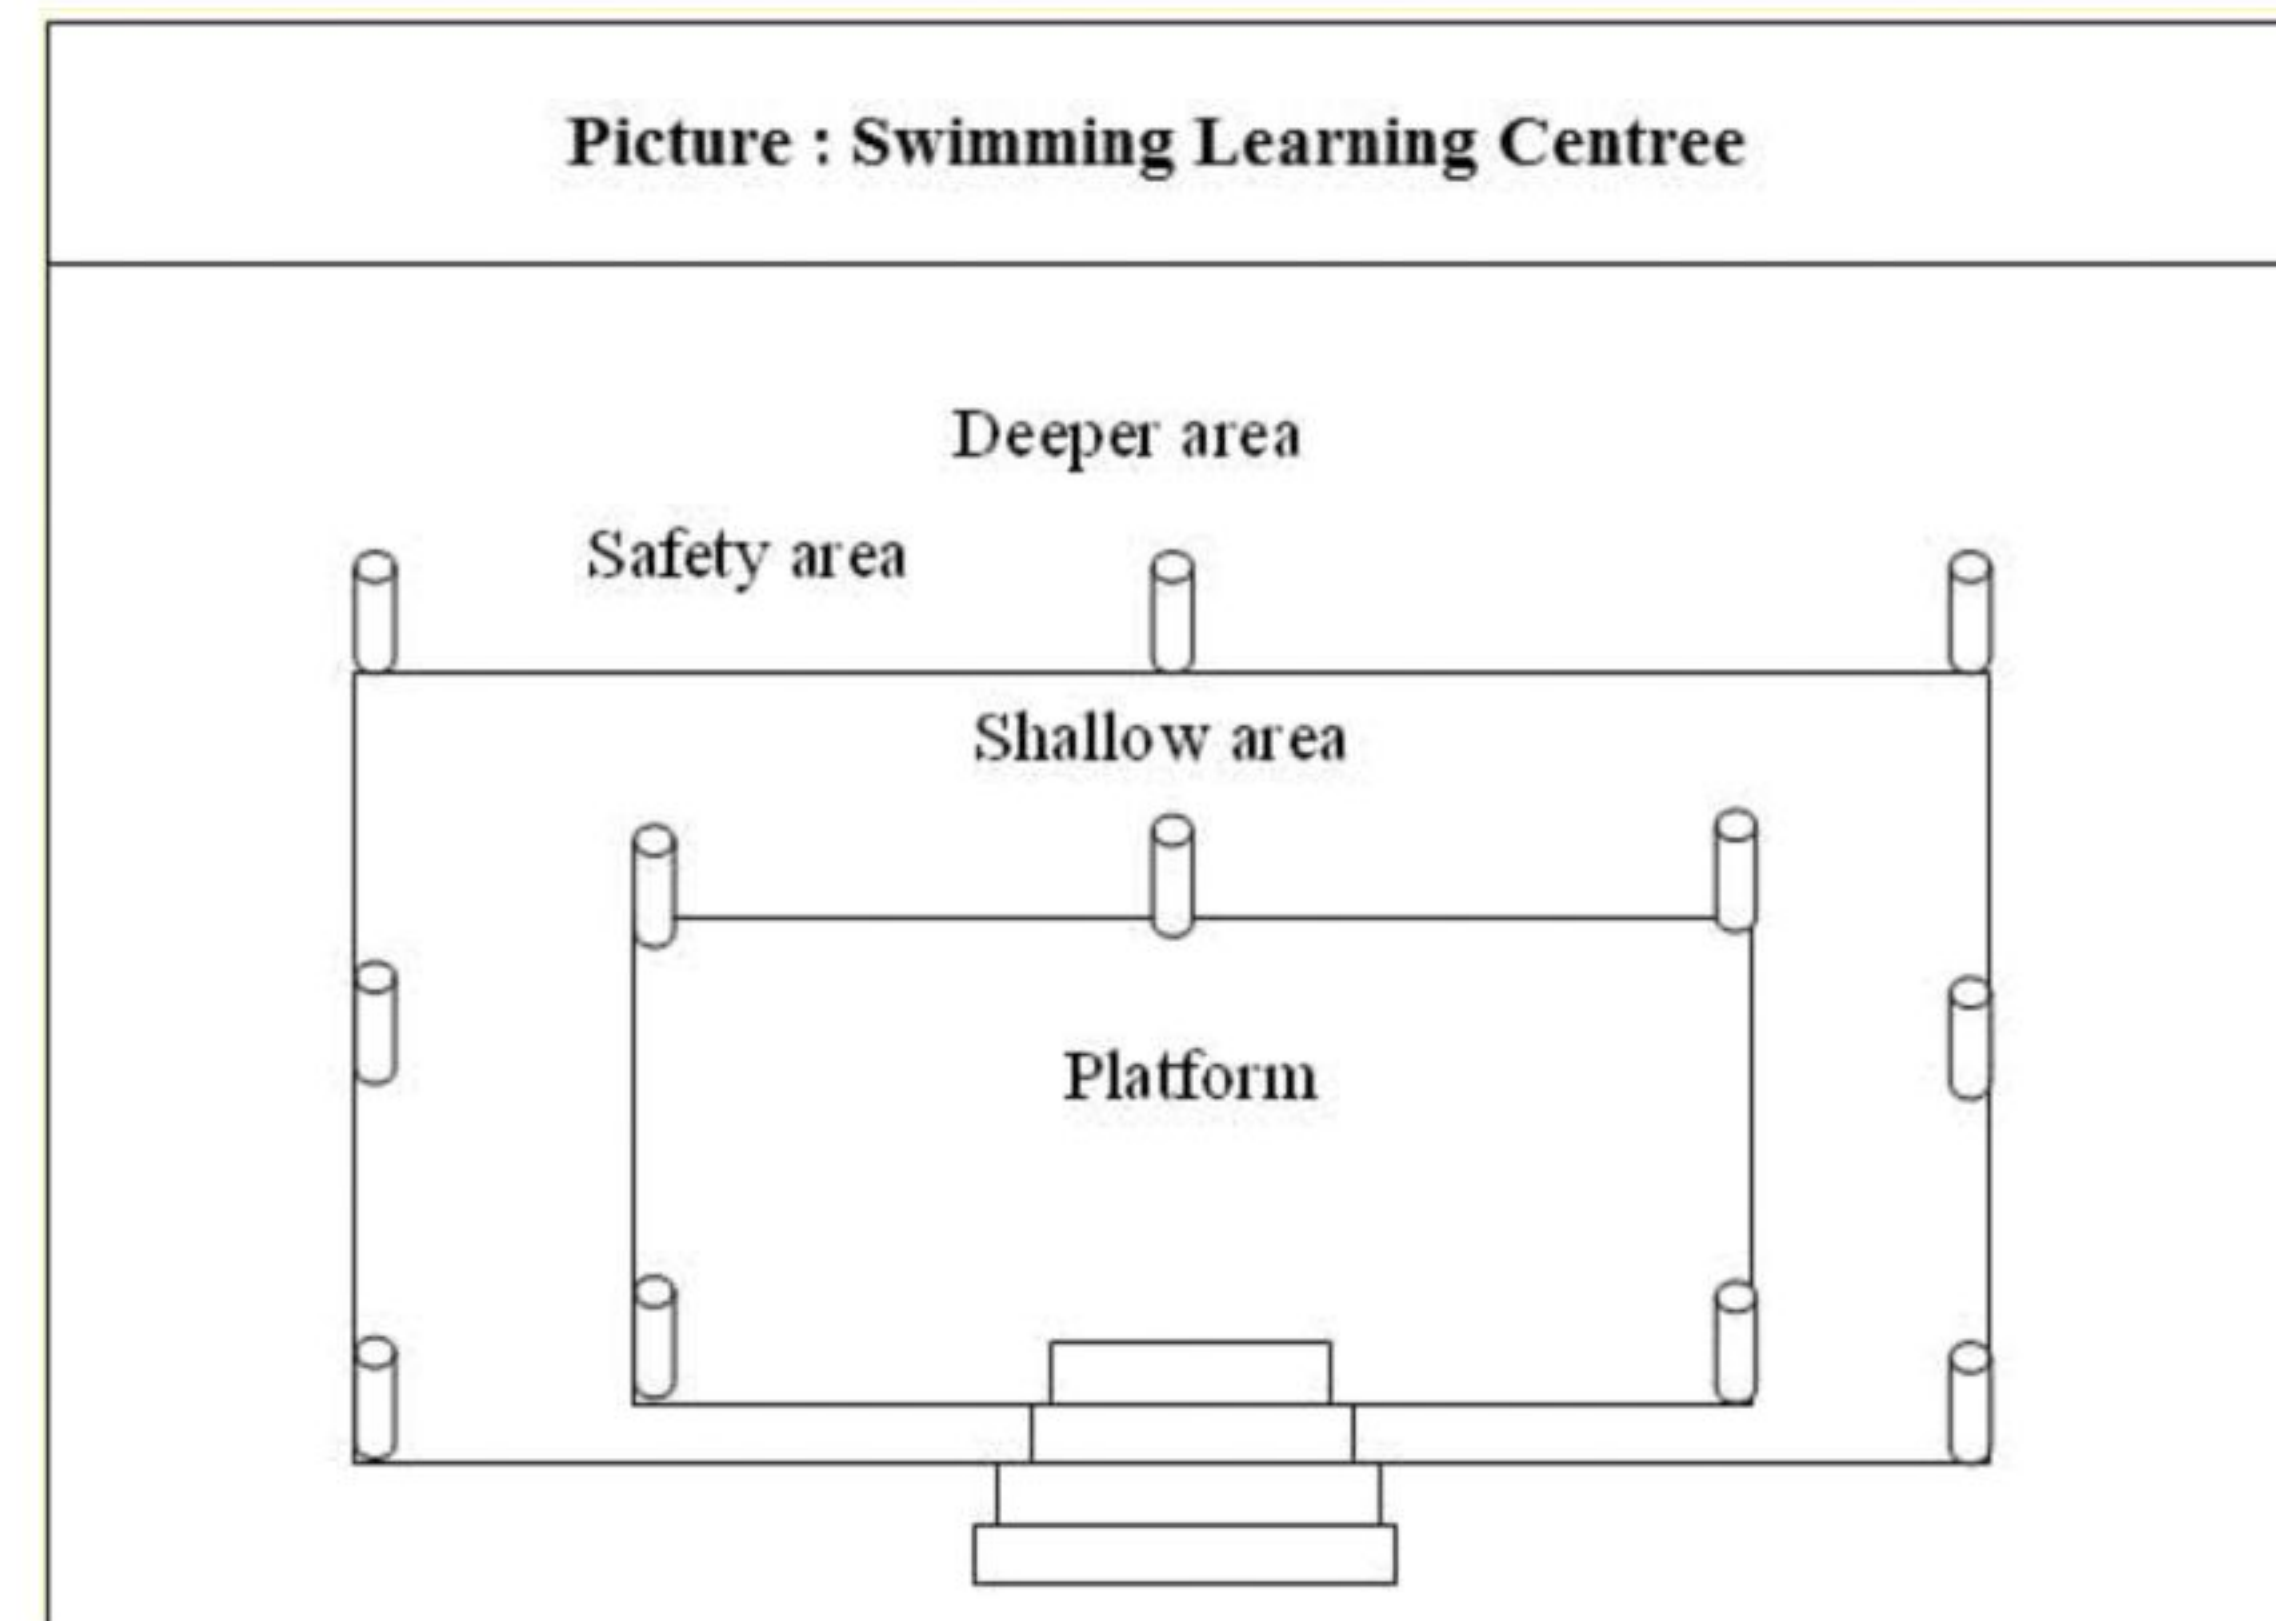 Picture : Swimming Learning Centree
Deeper area
Safety area
Shallow area
Platform